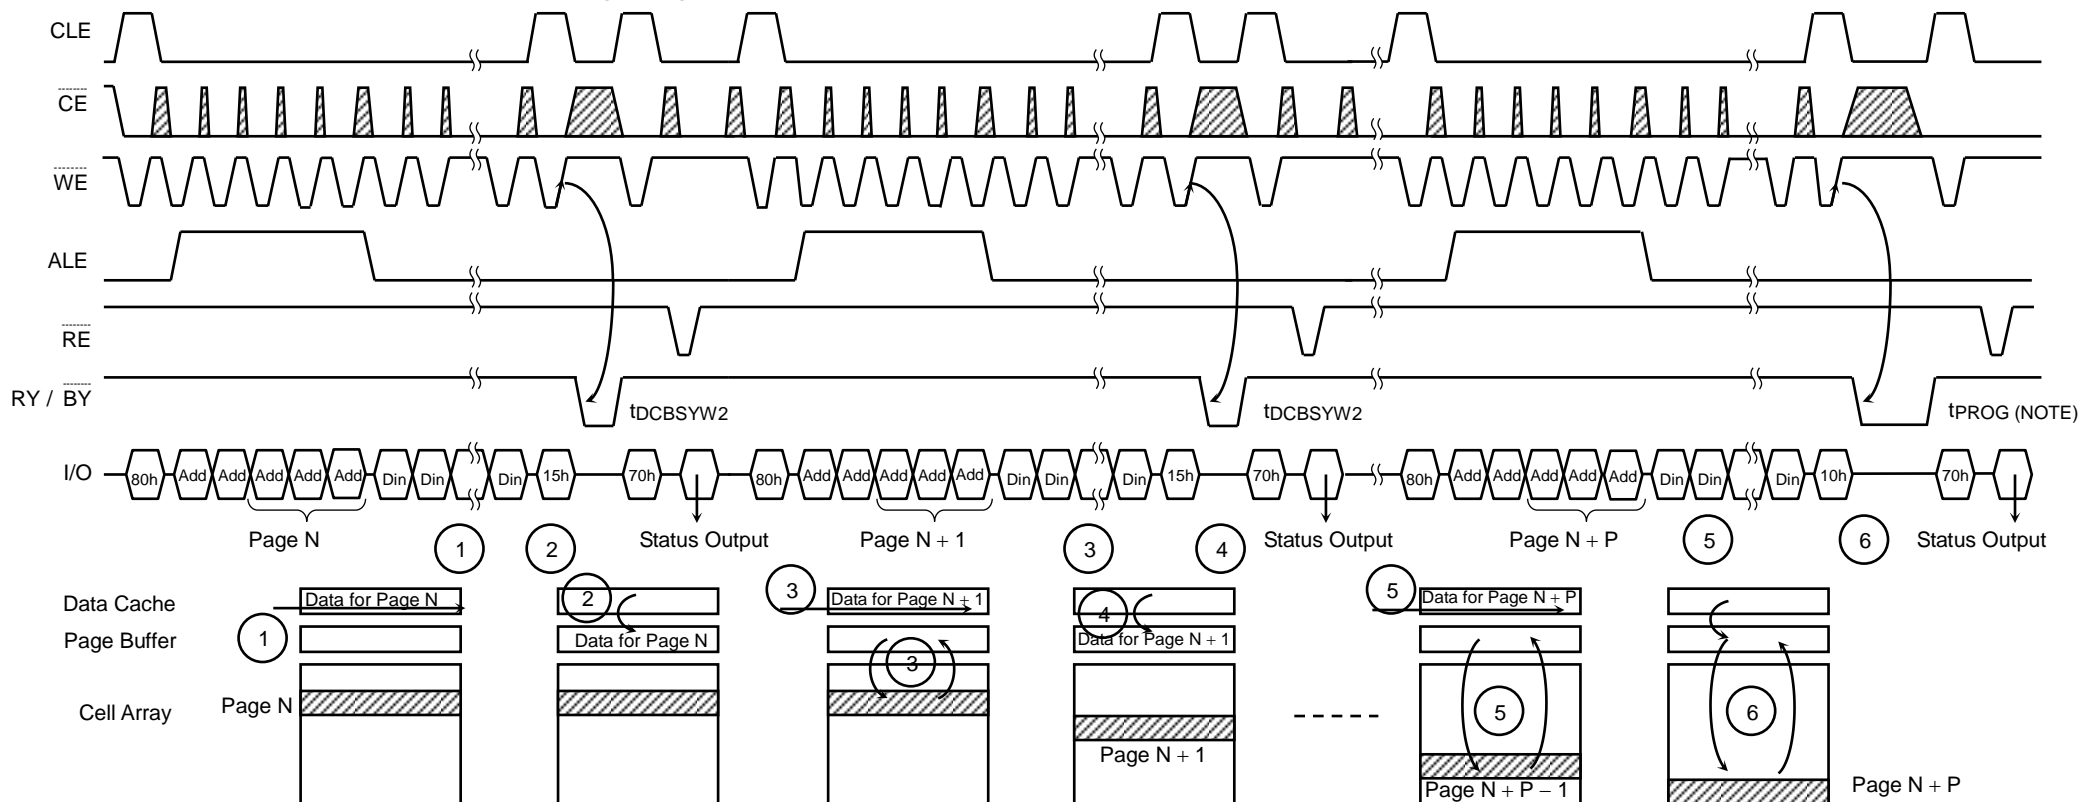 CLE
CE
WE
ALE
RE
RY / BY
tDCBSYW2
tDCBSYW2
tPROG (NOTE)
I/O
80h Add Add Add Add Add Din Din Din 15h 70h 80h Add Add Add Add Add Din Din Din 15h 70h 80h Add Add Add Add Add Din Din Din 10h 70h
Page N 1 2 Status Output Page N + 1 3 4 Status Output Page N + P 5 6 Status Output
Data Cache
1
Data for Page N
2
3
Data for Page N + 1
4
5
Data for Page N + P
Page Buffer
Data for Page N
3
Data for Page N + 1
Cell Array
Page N
Page N + 1
5
Page N + P − 1
6
Page N + P